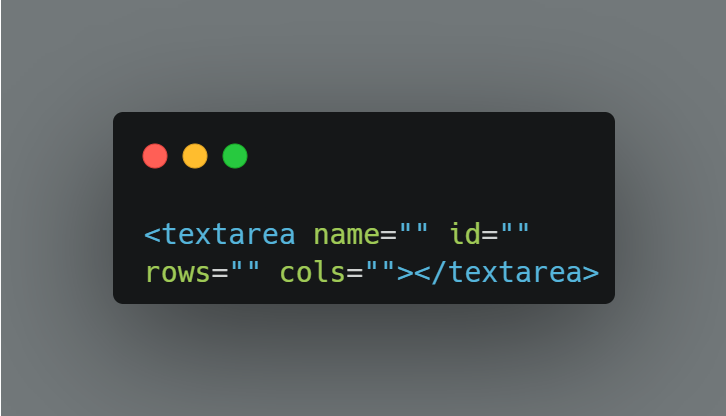 <textarea name="" id=""
rows="" cols=""></textarea>